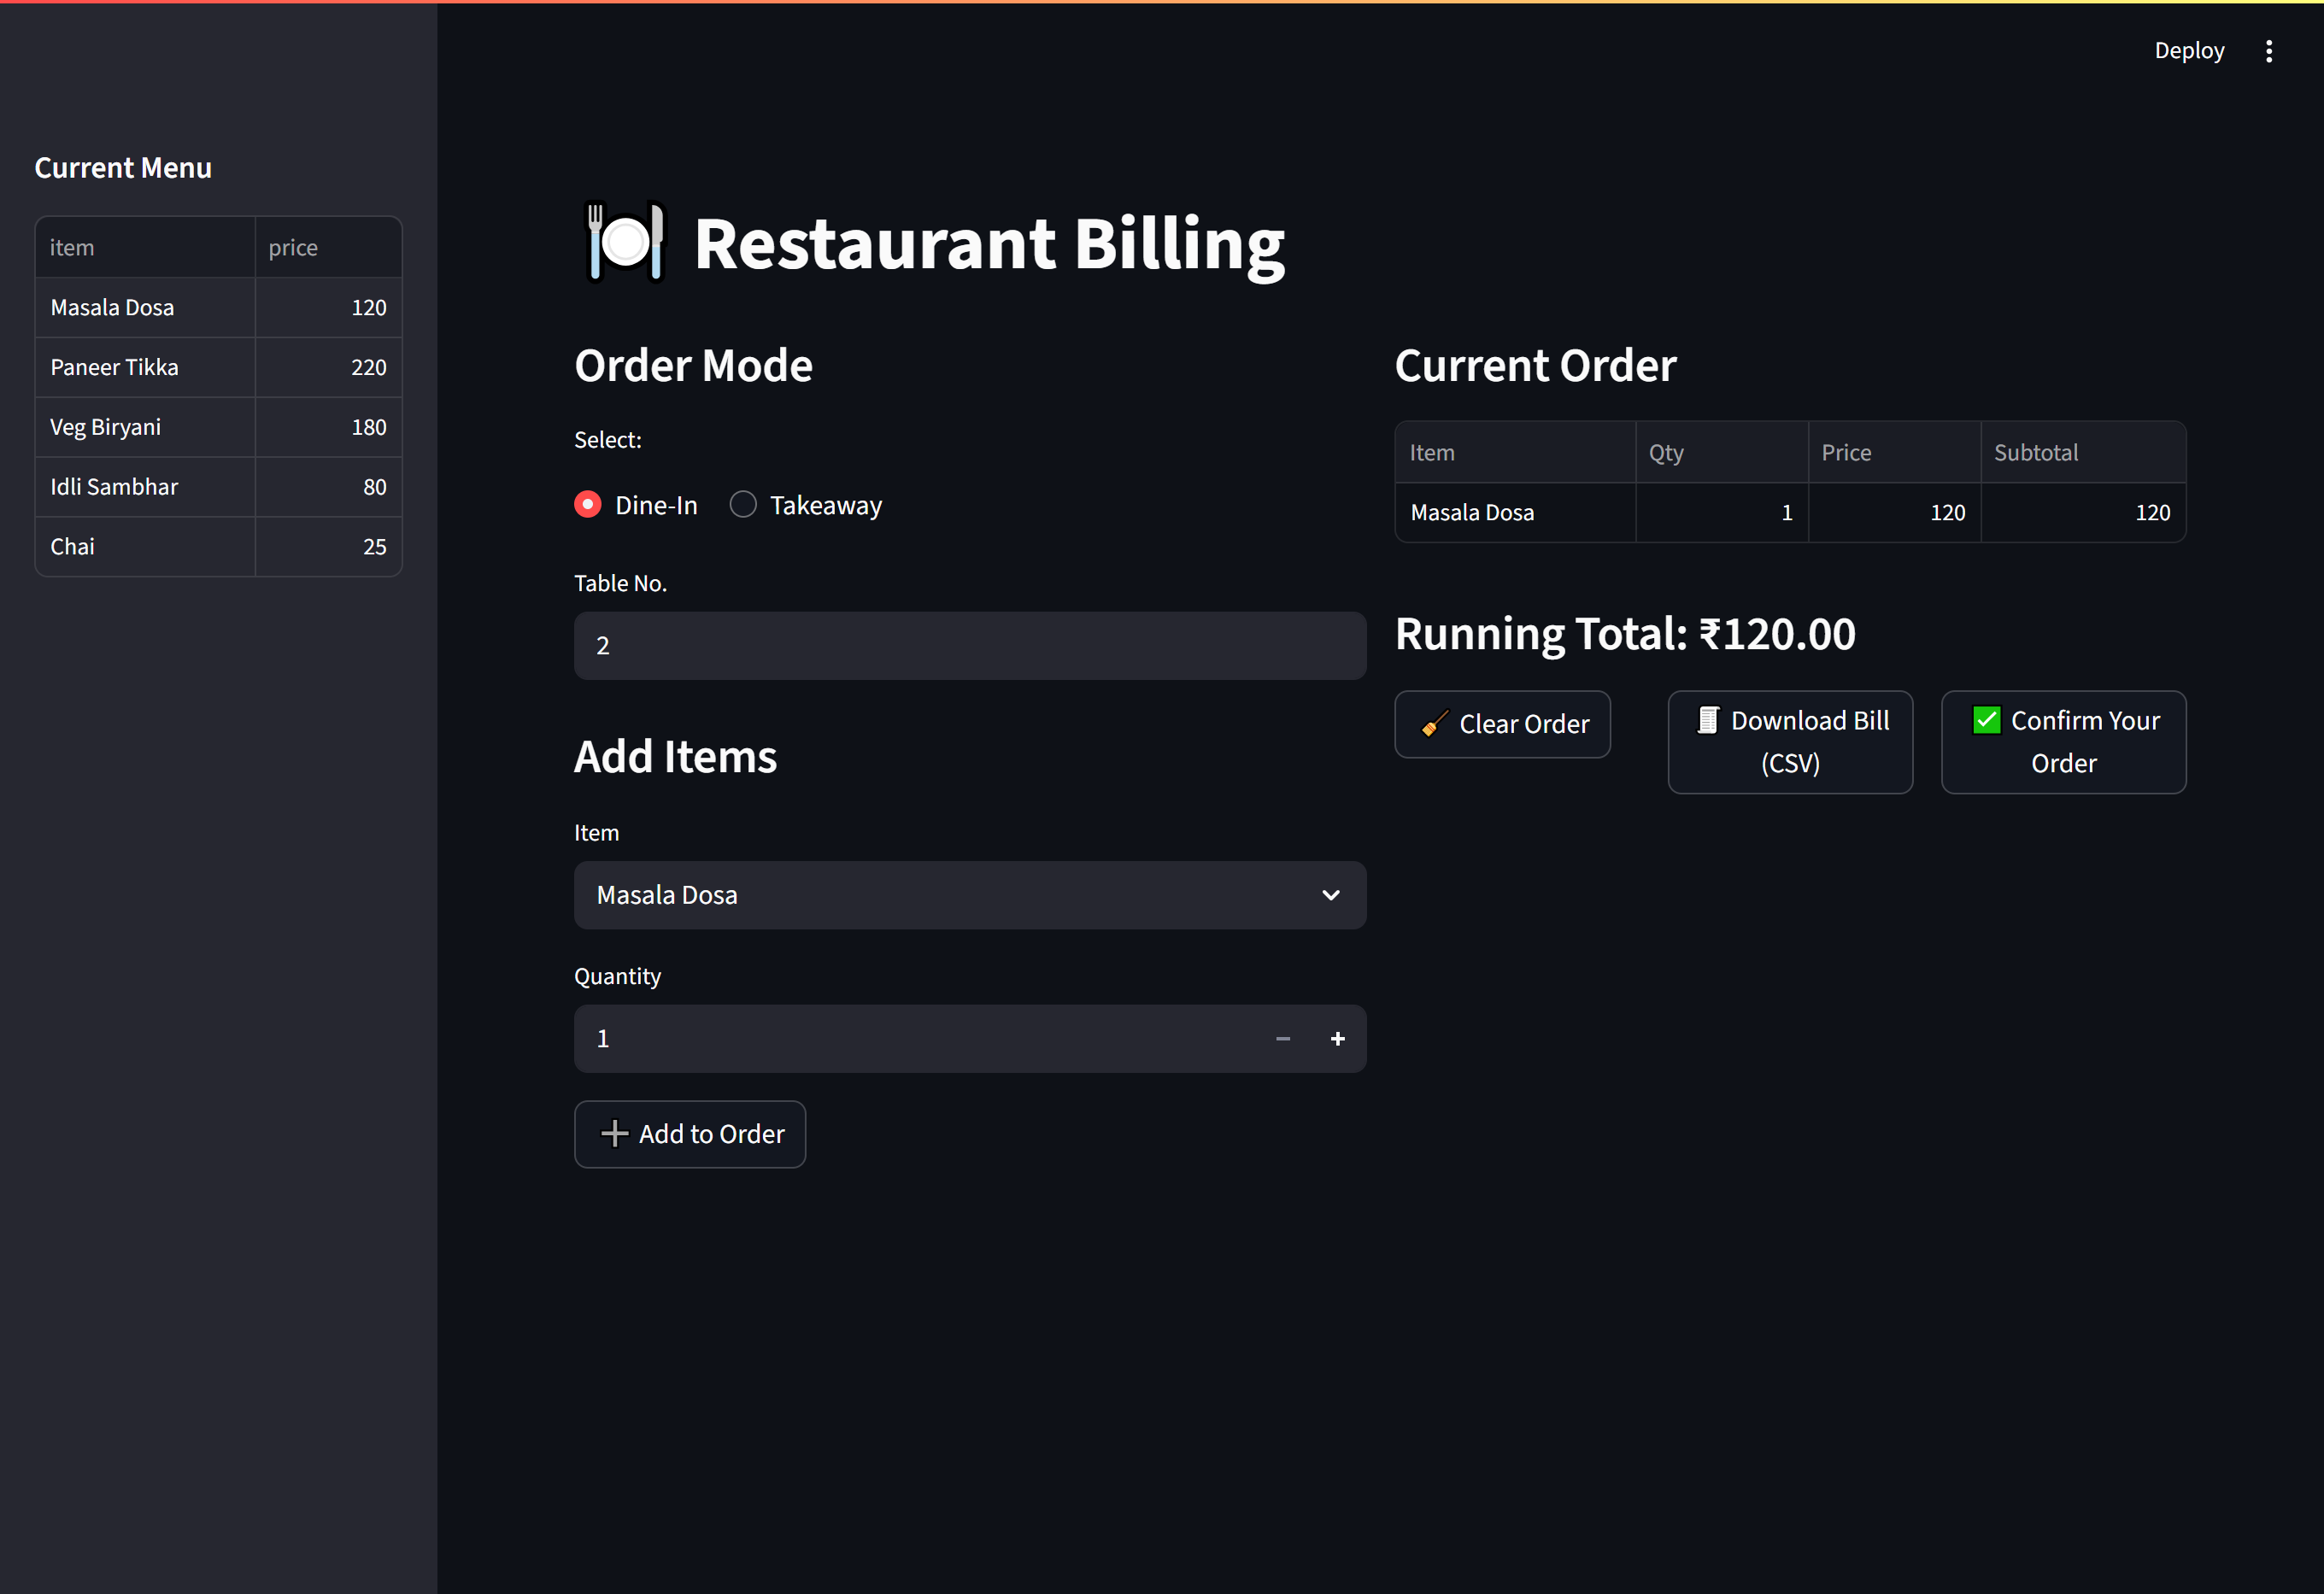 Deploy
Current Menu
item price
Masala Dosa 120
Paneer Tikka 220
Veg Biryani 180
Idli Sambhar 80
Chai 25
Restaurant Billing
Order Mode
Select:
Dine-In Takeaway
Table No.
2
Add Items
Item
Masala Dosa
Quantity
1
Add to Order
Current Order
Item Qty Price Subtotal
Masala Dosa 1 120 120
Running Total: ₹120.00
Clear Order
Download Bill
(CSV)
Confirm Your
Order